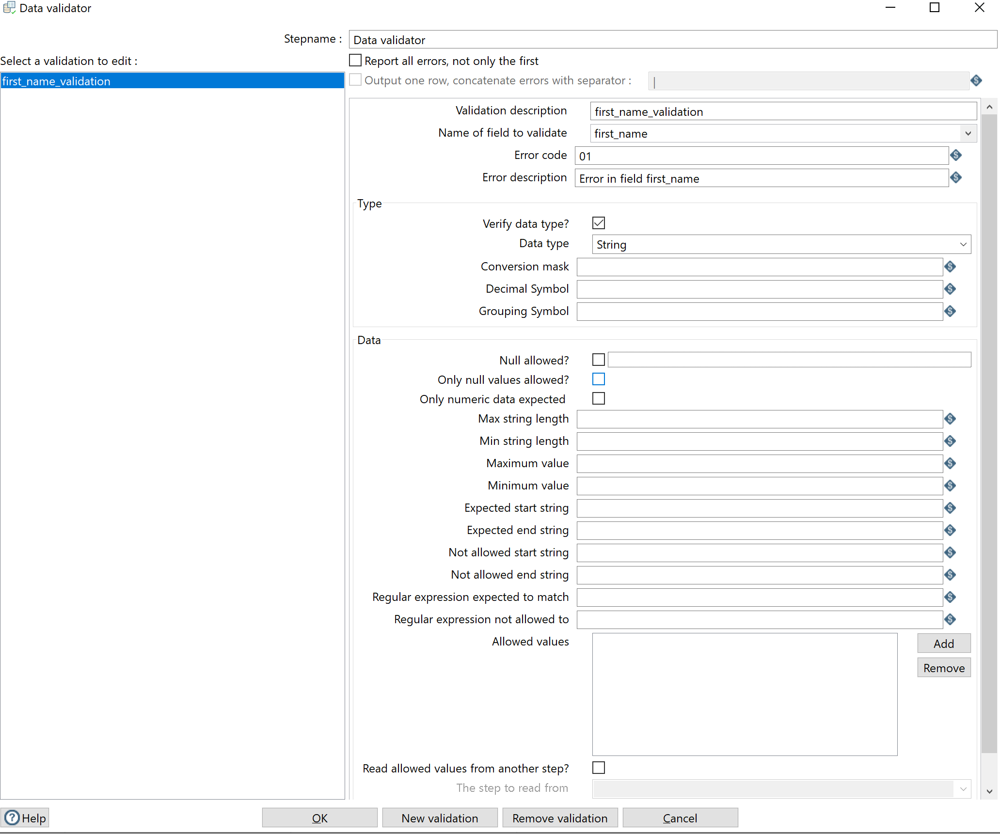 Data validator
Stepname : Data validator
Select a validation to edit :
first_name_validation
Report all errors, not only the first
Output one row, concatenate errors with separator : |
Validation description first_name_validation
Name of field to validate first_name
Error code 01
Error description Error in field first_name
Type
Verify data type?
Data type String
Conversion mask
Decimal Symbol
Grouping Symbol
Data
Null allowed?
Only null values allowed?
Only numeric data expected
Max string length
Min string length
Maximum value
Minimum value
Expected start string
Expected end string
Not allowed start string
Not allowed end string
Regular expression expected to match
Regular expression not allowed to
Allowed values
Add
Remove
Read allowed values from another step?
The step to read from
Help OK New validation Remove validation Cancel